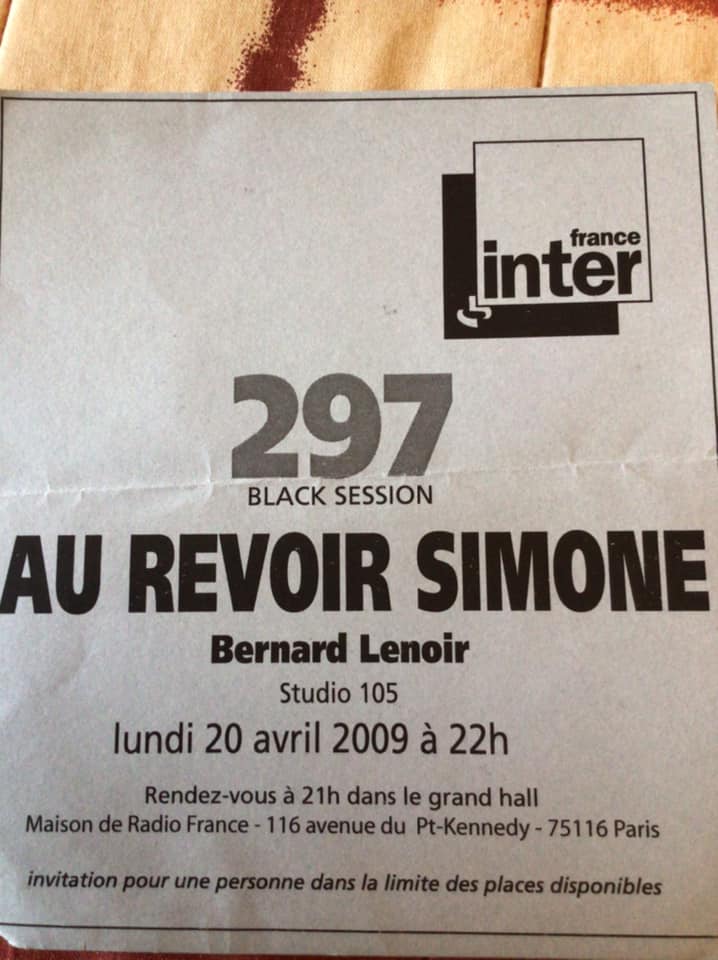 france
inter
297
BLACK SESSION
AU REVOIR SIMONE
Bernard Lenoir
Studio 105
lundi 20 avril 2009 à 22h
Rendez-vous à 21h dans le grand hall
Maison de Radio France - 116 avenue du Pt-Kennedy - 75116 Paris
invitation pour une personne dans la limite des places disponibles